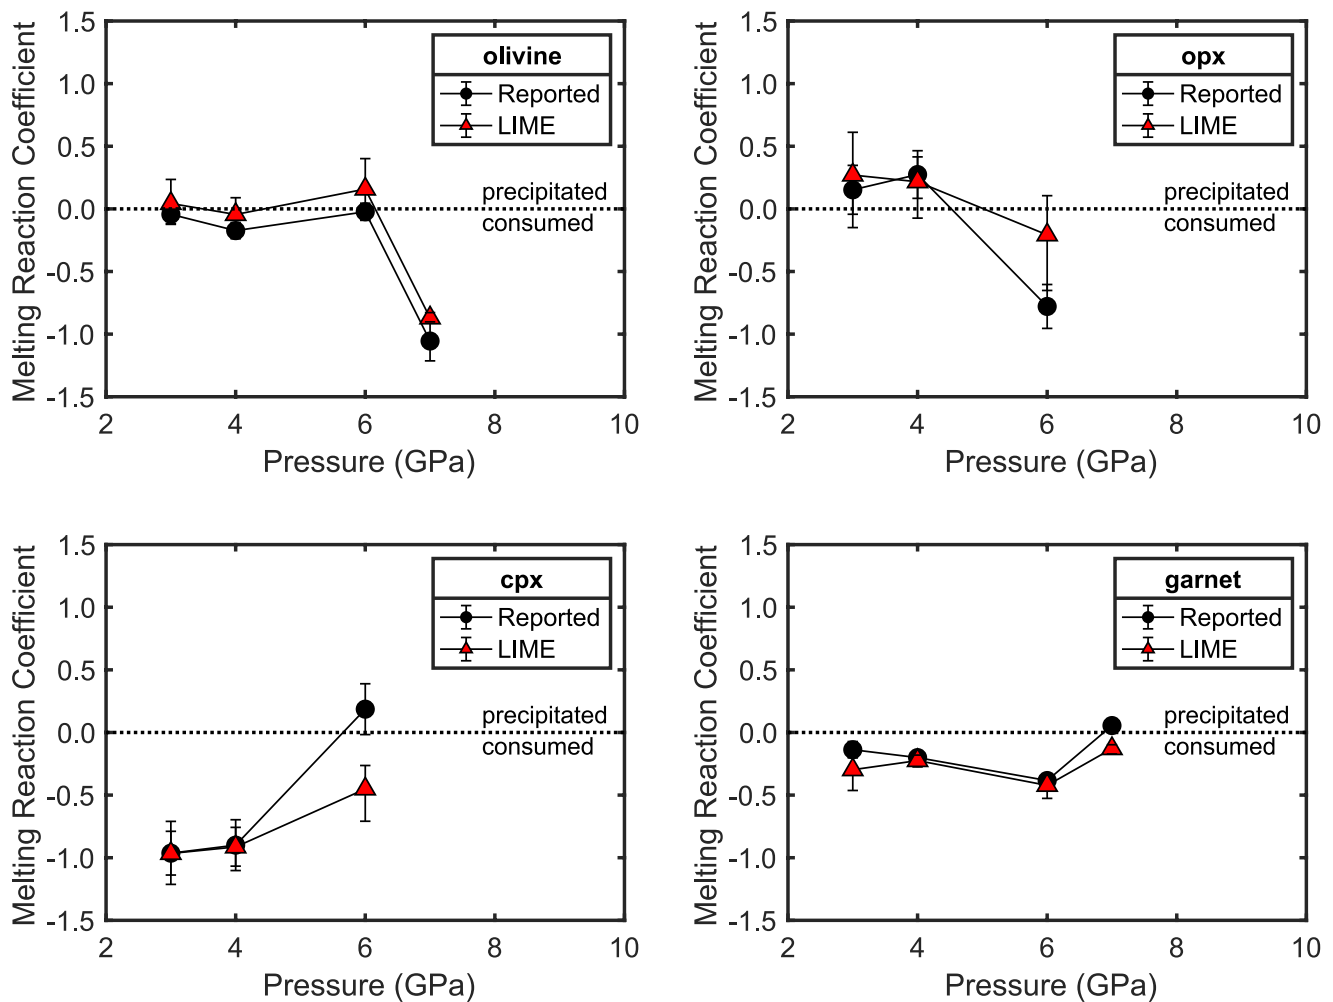 olivine
Reported
LIME
precipitated
consumed
1.5
1.0
0.5
0.0
-0.5
-1.0
-1.5
2
4
6
8
10
Melting Reaction Coefficient
Pressure (GPa)
opx
Reported
LIME
precipitated
consumed
1.5
1.0
0.5
0.0
-0.5
-1.0
-1.5
2
4
6
8
10
Melting Reaction Coefficient
Pressure (GPa)
cpx
Reported
LIME
precipitated
consumed
1.5
1.0
0.5
0.0
-0.5
-1.0
-1.5
2
4
6
8
10
Melting Reaction Coefficient
Pressure (GPa)
garnet
Reported
LIME
precipitated
consumed
1.5
1.0
0.5
0.0
-0.5
-1.0
-1.5
2
4
6
8
10
Melting Reaction Coefficient
Pressure (GPa)